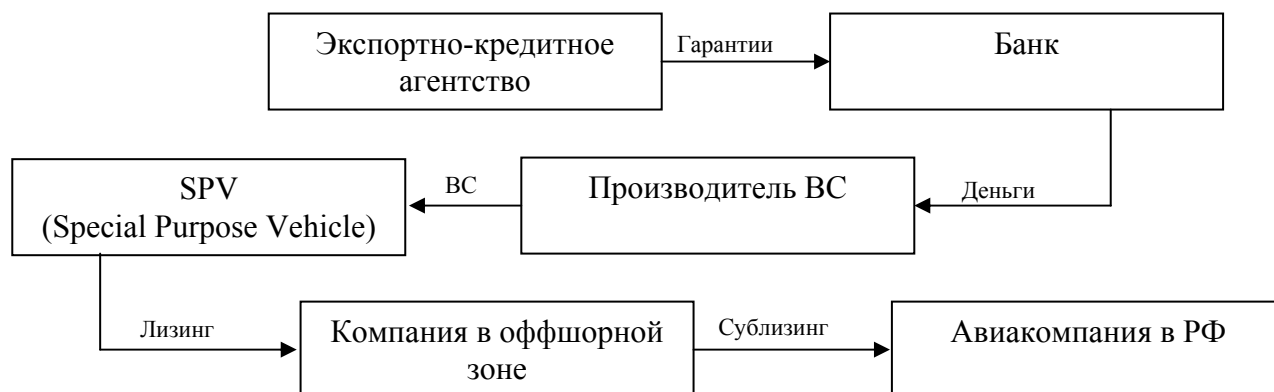 Экспортно-кредитное
агентство
Гарантии
Банк
SPV
(Special Purpose Vehicle)
ВС
Производитель ВС
Деньги
Лизинг
Компания в оффшорной
зоне
Сублизинг
Авиакомпания в РФ